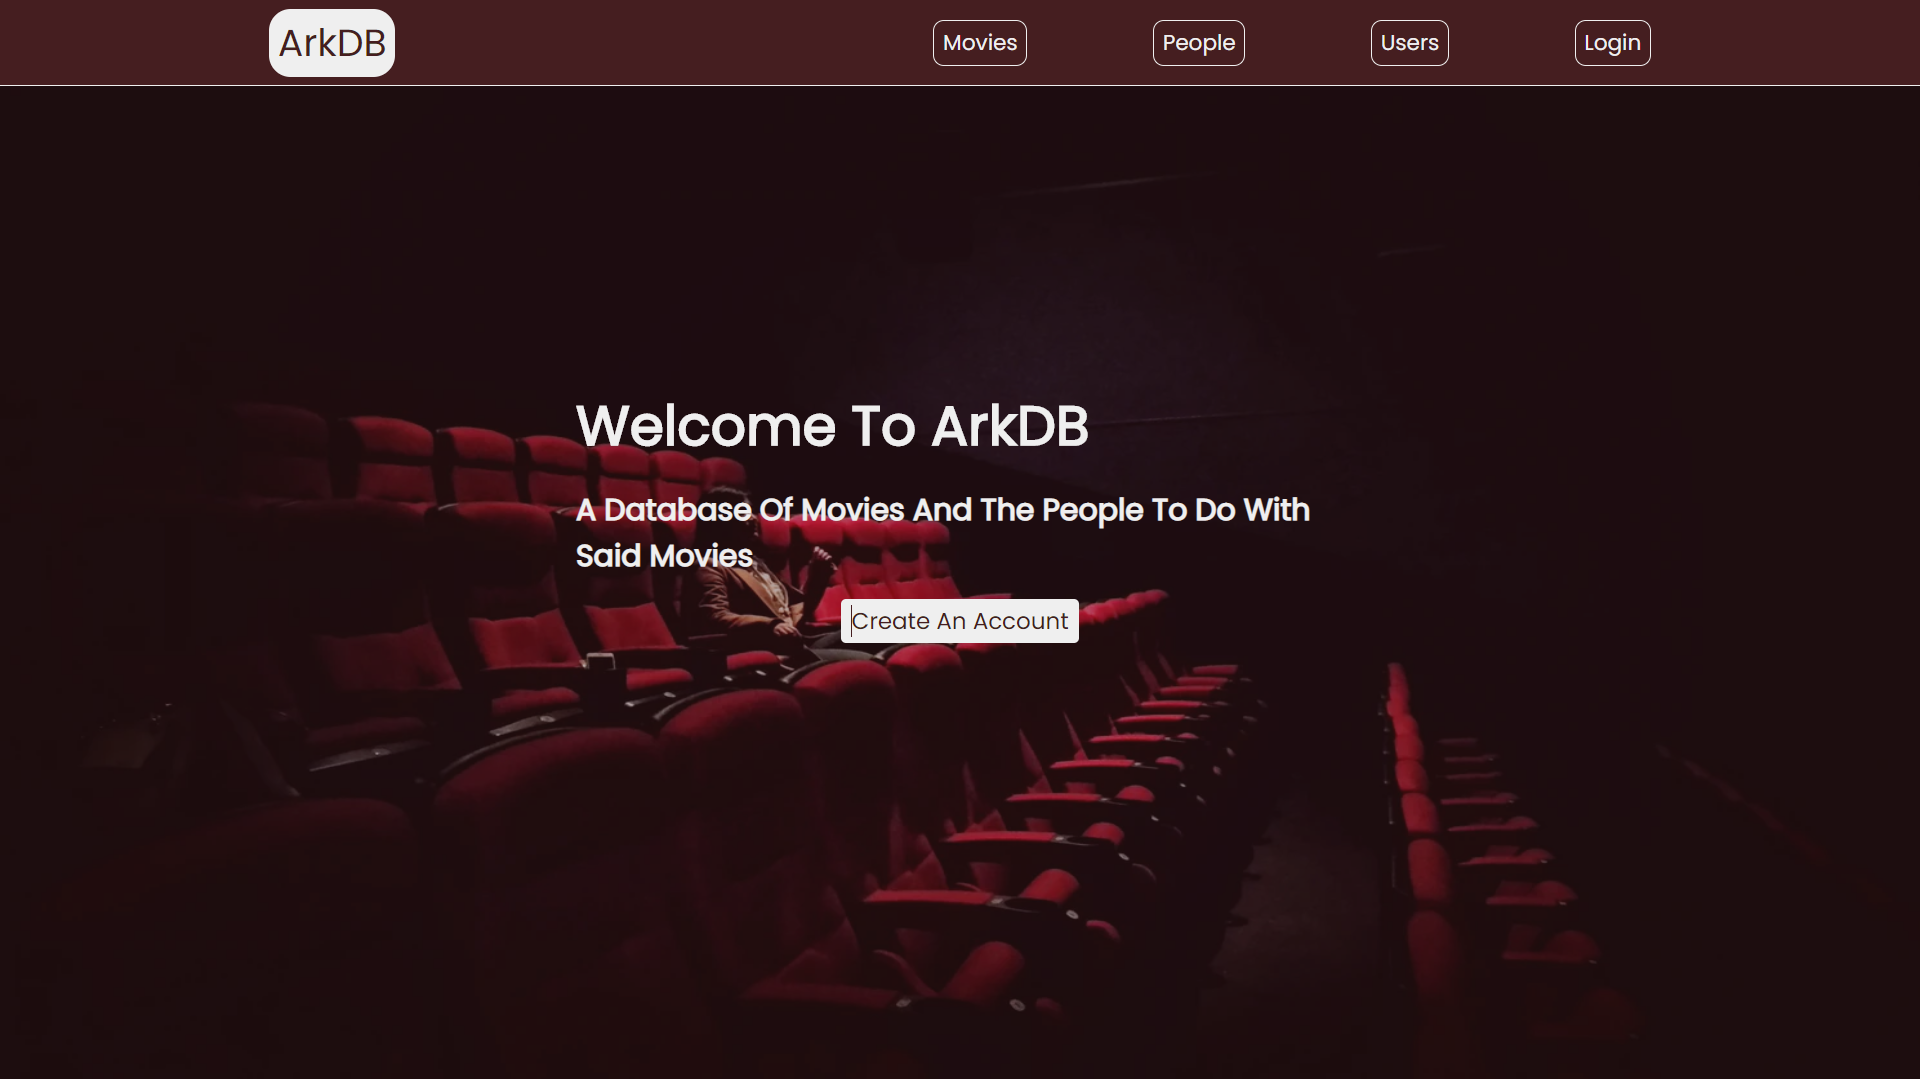 ArkDB
Movies
People
Users
Login
Welcome To ArkDB
A Database Of Movies And The People To Do With
Said Movies
Create An Account